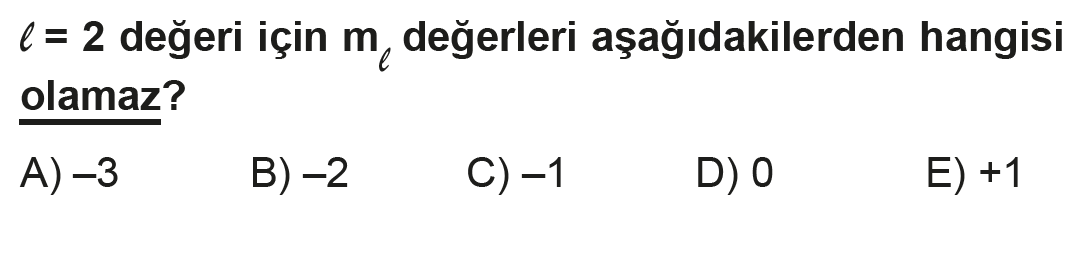 ℓ = 2 değeri için mℓ değerleri aşağıdakilerden hangisi
olamaz?
A) –3 B) –2 C) –1 D) 0 E) +1